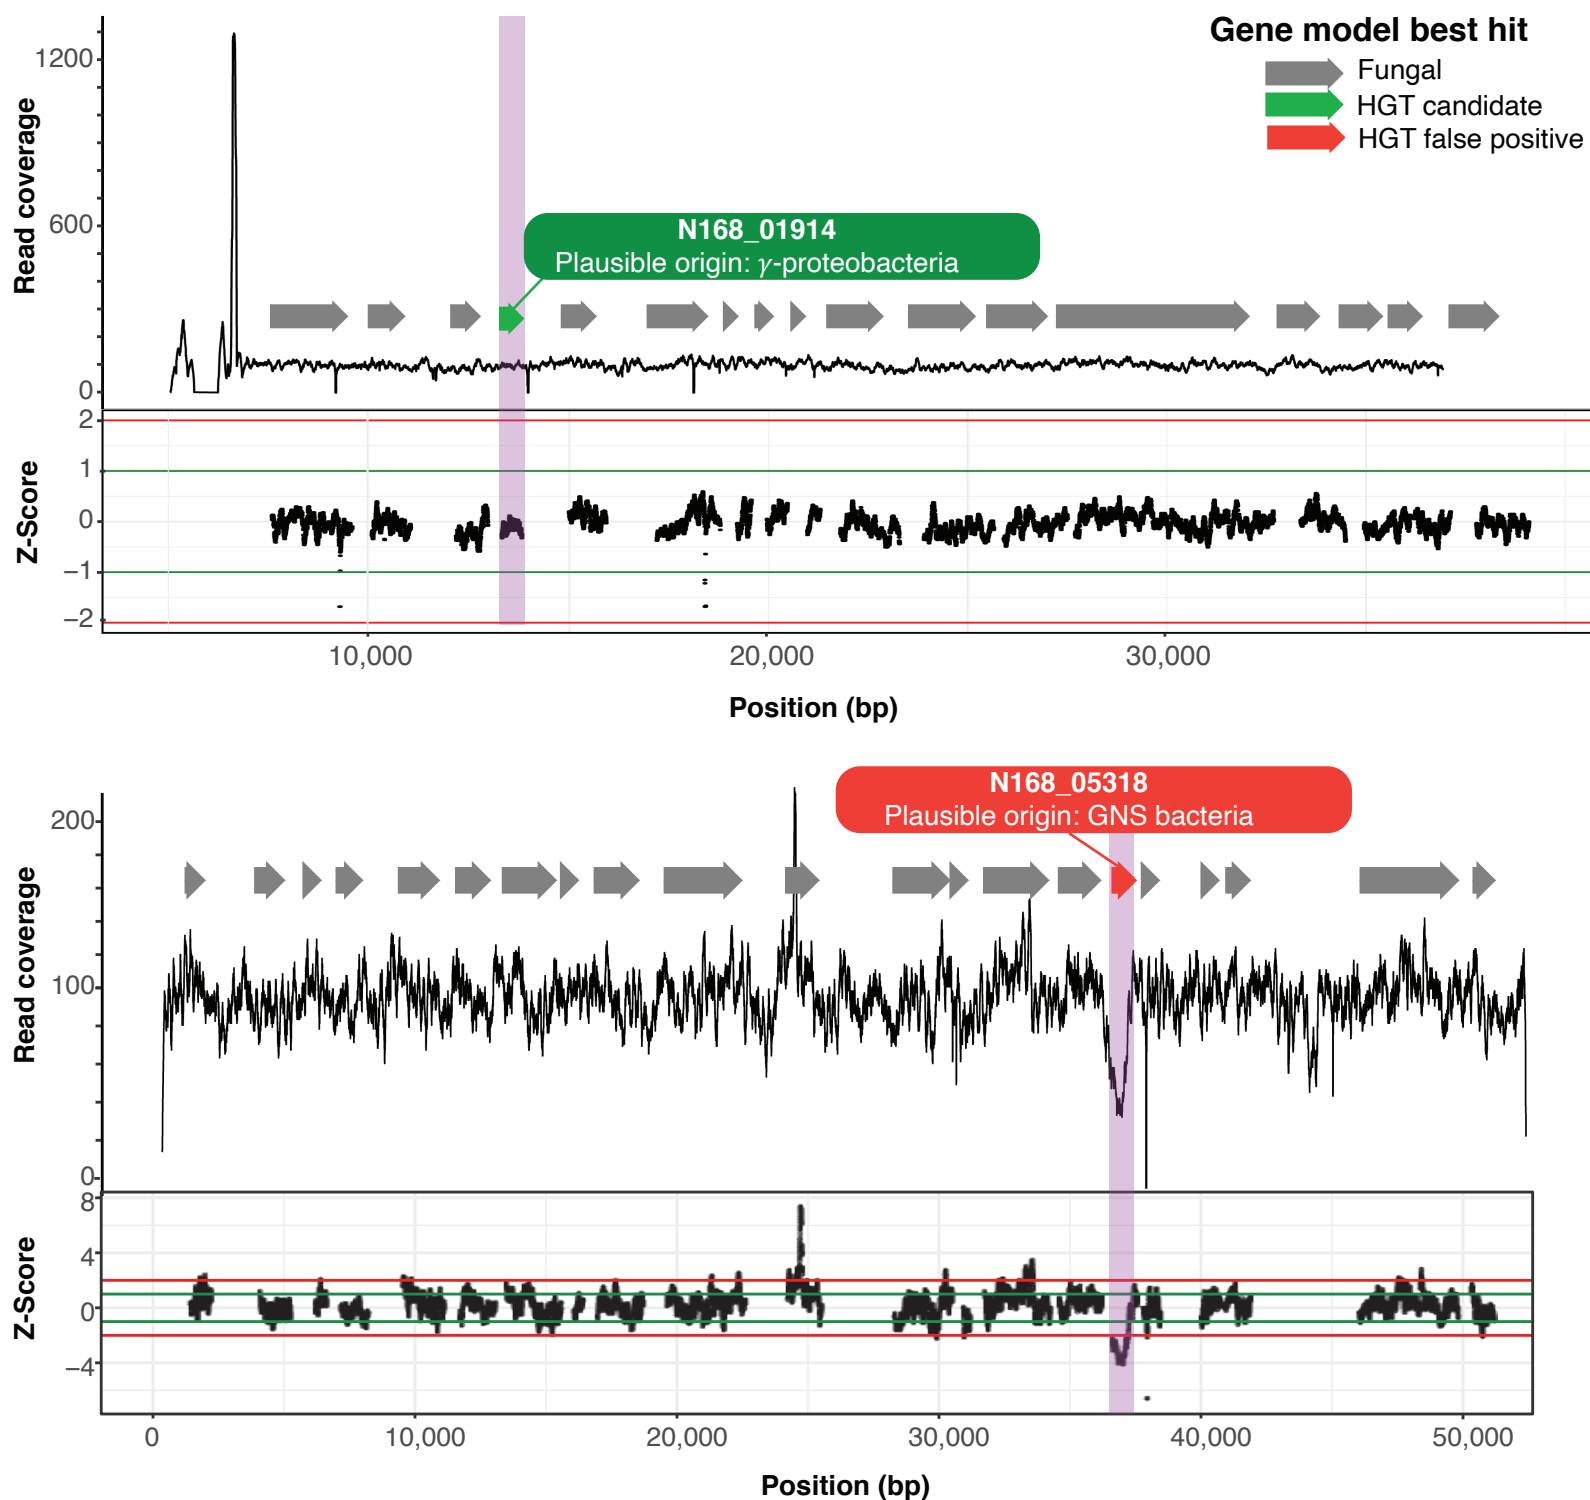 Gene model best hit
Fungal
HGT candidate
HGT false positive
Read coverage
1200
600
0
N168_01914
Plausible origin: γ-proteobacteria
Z-Score
2
1
0
−1
−2
10,000
20,000
30,000
Position (bp)
N168_05318
Plausible origin: GNS bacteria
Read coverage
200
100
0
Z-Score
8
4
0
−4
0
10,000
20,000
30,000
40,000
50,000
Position (bp)